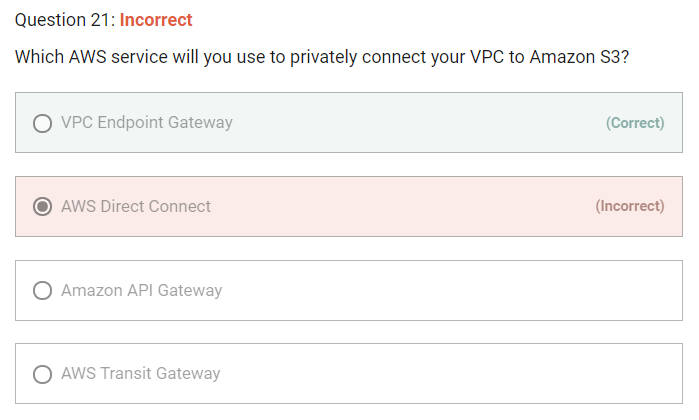 Question 21: Incorrect
Which AWS service will you use to privately connect your VPC to Amazon S3?
VPC Endpoint Gateway (Correct)
AWS Direct Connect (Incorrect)
Amazon API Gateway
AWS Transit Gateway